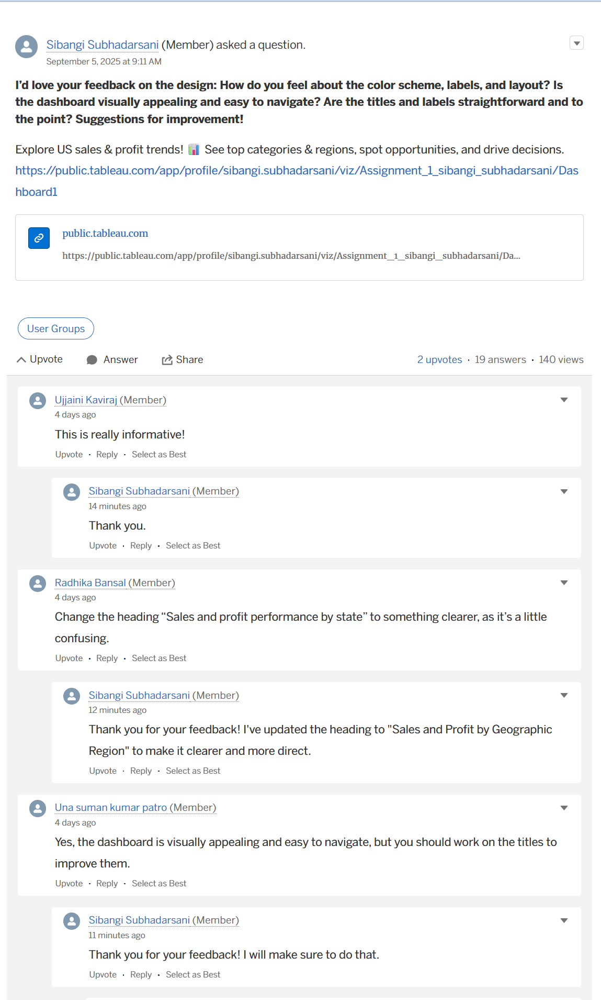 Sibangi Subhadarsani (Member) asked a question.
September 5, 2025 at 9:11 AM
I’d love your feedback on the design: How do you feel about the color scheme, labels, and layout? Is
the dashboard visually appealing and easy to navigate? Are the titles and labels straightforward and to
the point? Suggestions for improvement!
Explore US sales & profit trends! 📊 See top categories & regions, spot opportunities, and drive decisions.
https://public.tableau.com/app/profile/sibangi.subhadarsani/viz/Assignment_1_sibangi_subhadarsani/Das
hboard1
public.tableau.com
https://public.tableau.com/app/profile/sibangi.subhadarsani/viz/Assignment_1_sibangi_subhadarsani/Da...
User Groups
Upvote Answer Share 2 upvotes · 19 answers · 140 views
Ujjaini Kaviraj (Member)
4 days ago
This is really informative!
Upvote · Reply · Select as Best
Sibangi Subhadarsani (Member)
14 minutes ago
Thank you.
Upvote · Reply · Select as Best
Radhika Bansal (Member)
4 days ago
Change the heading “Sales and profit performance by state” to something clearer, as it’s a little
confusing.
Upvote · Reply · Select as Best
Sibangi Subhadarsani (Member)
12 minutes ago
Thank you for your feedback! I've updated the heading to "Sales and Profit by Geographic
Region" to make it clearer and more direct.
Upvote · Reply · Select as Best
Una suman kumar patro (Member)
4 days ago
Yes, the dashboard is visually appealing and easy to navigate, but you should work on the titles to
improve them.
Upvote · Reply · Select as Best
Sibangi Subhadarsani (Member)
11 minutes ago
Thank you for your feedback! I will make sure to do that.
Upvote · Reply · Select as Best